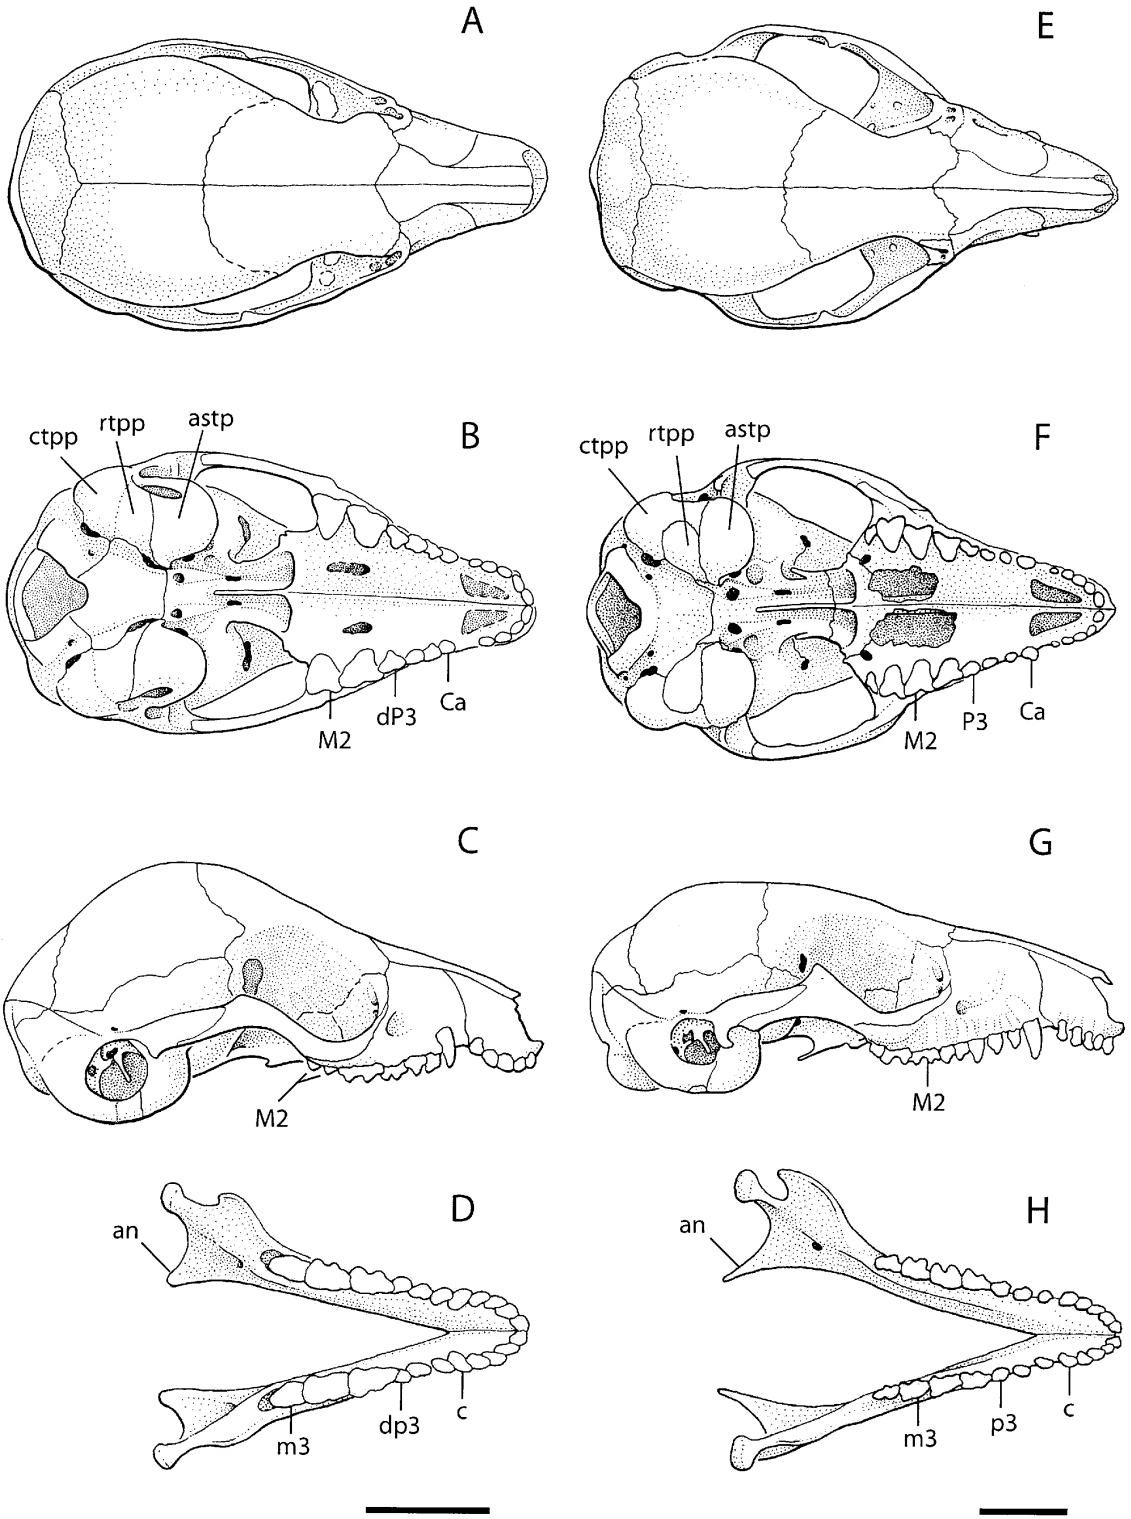 A
E
ctpp rtpp astp B
ctpp rtpp astp F
M2 dP3 Ca
M2 P3 Ca
C
G
M2
M2
D
H
an
an
m3 dp3 c
m3 p3 c